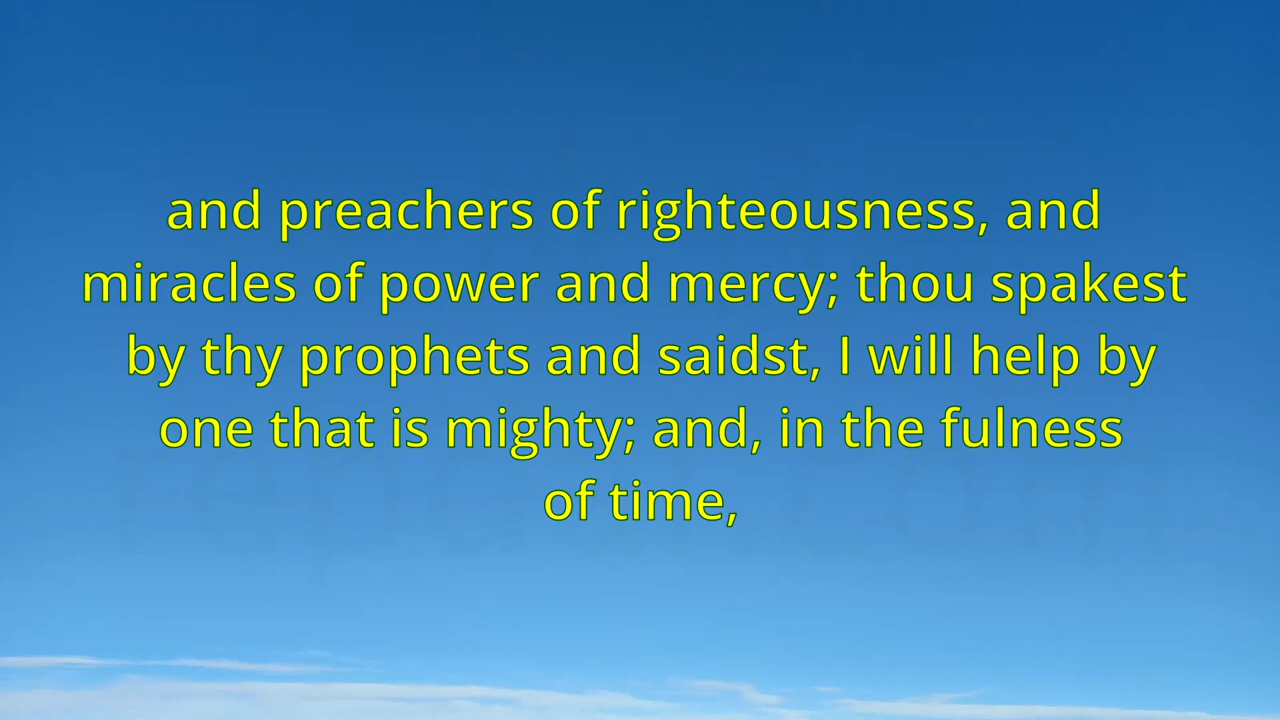 and preachers of righteousness, and
miracles of power and mercy; thou spakest
by thy prophets and saidst, I will help by
one that is mighty; and, in the fulness
of time,